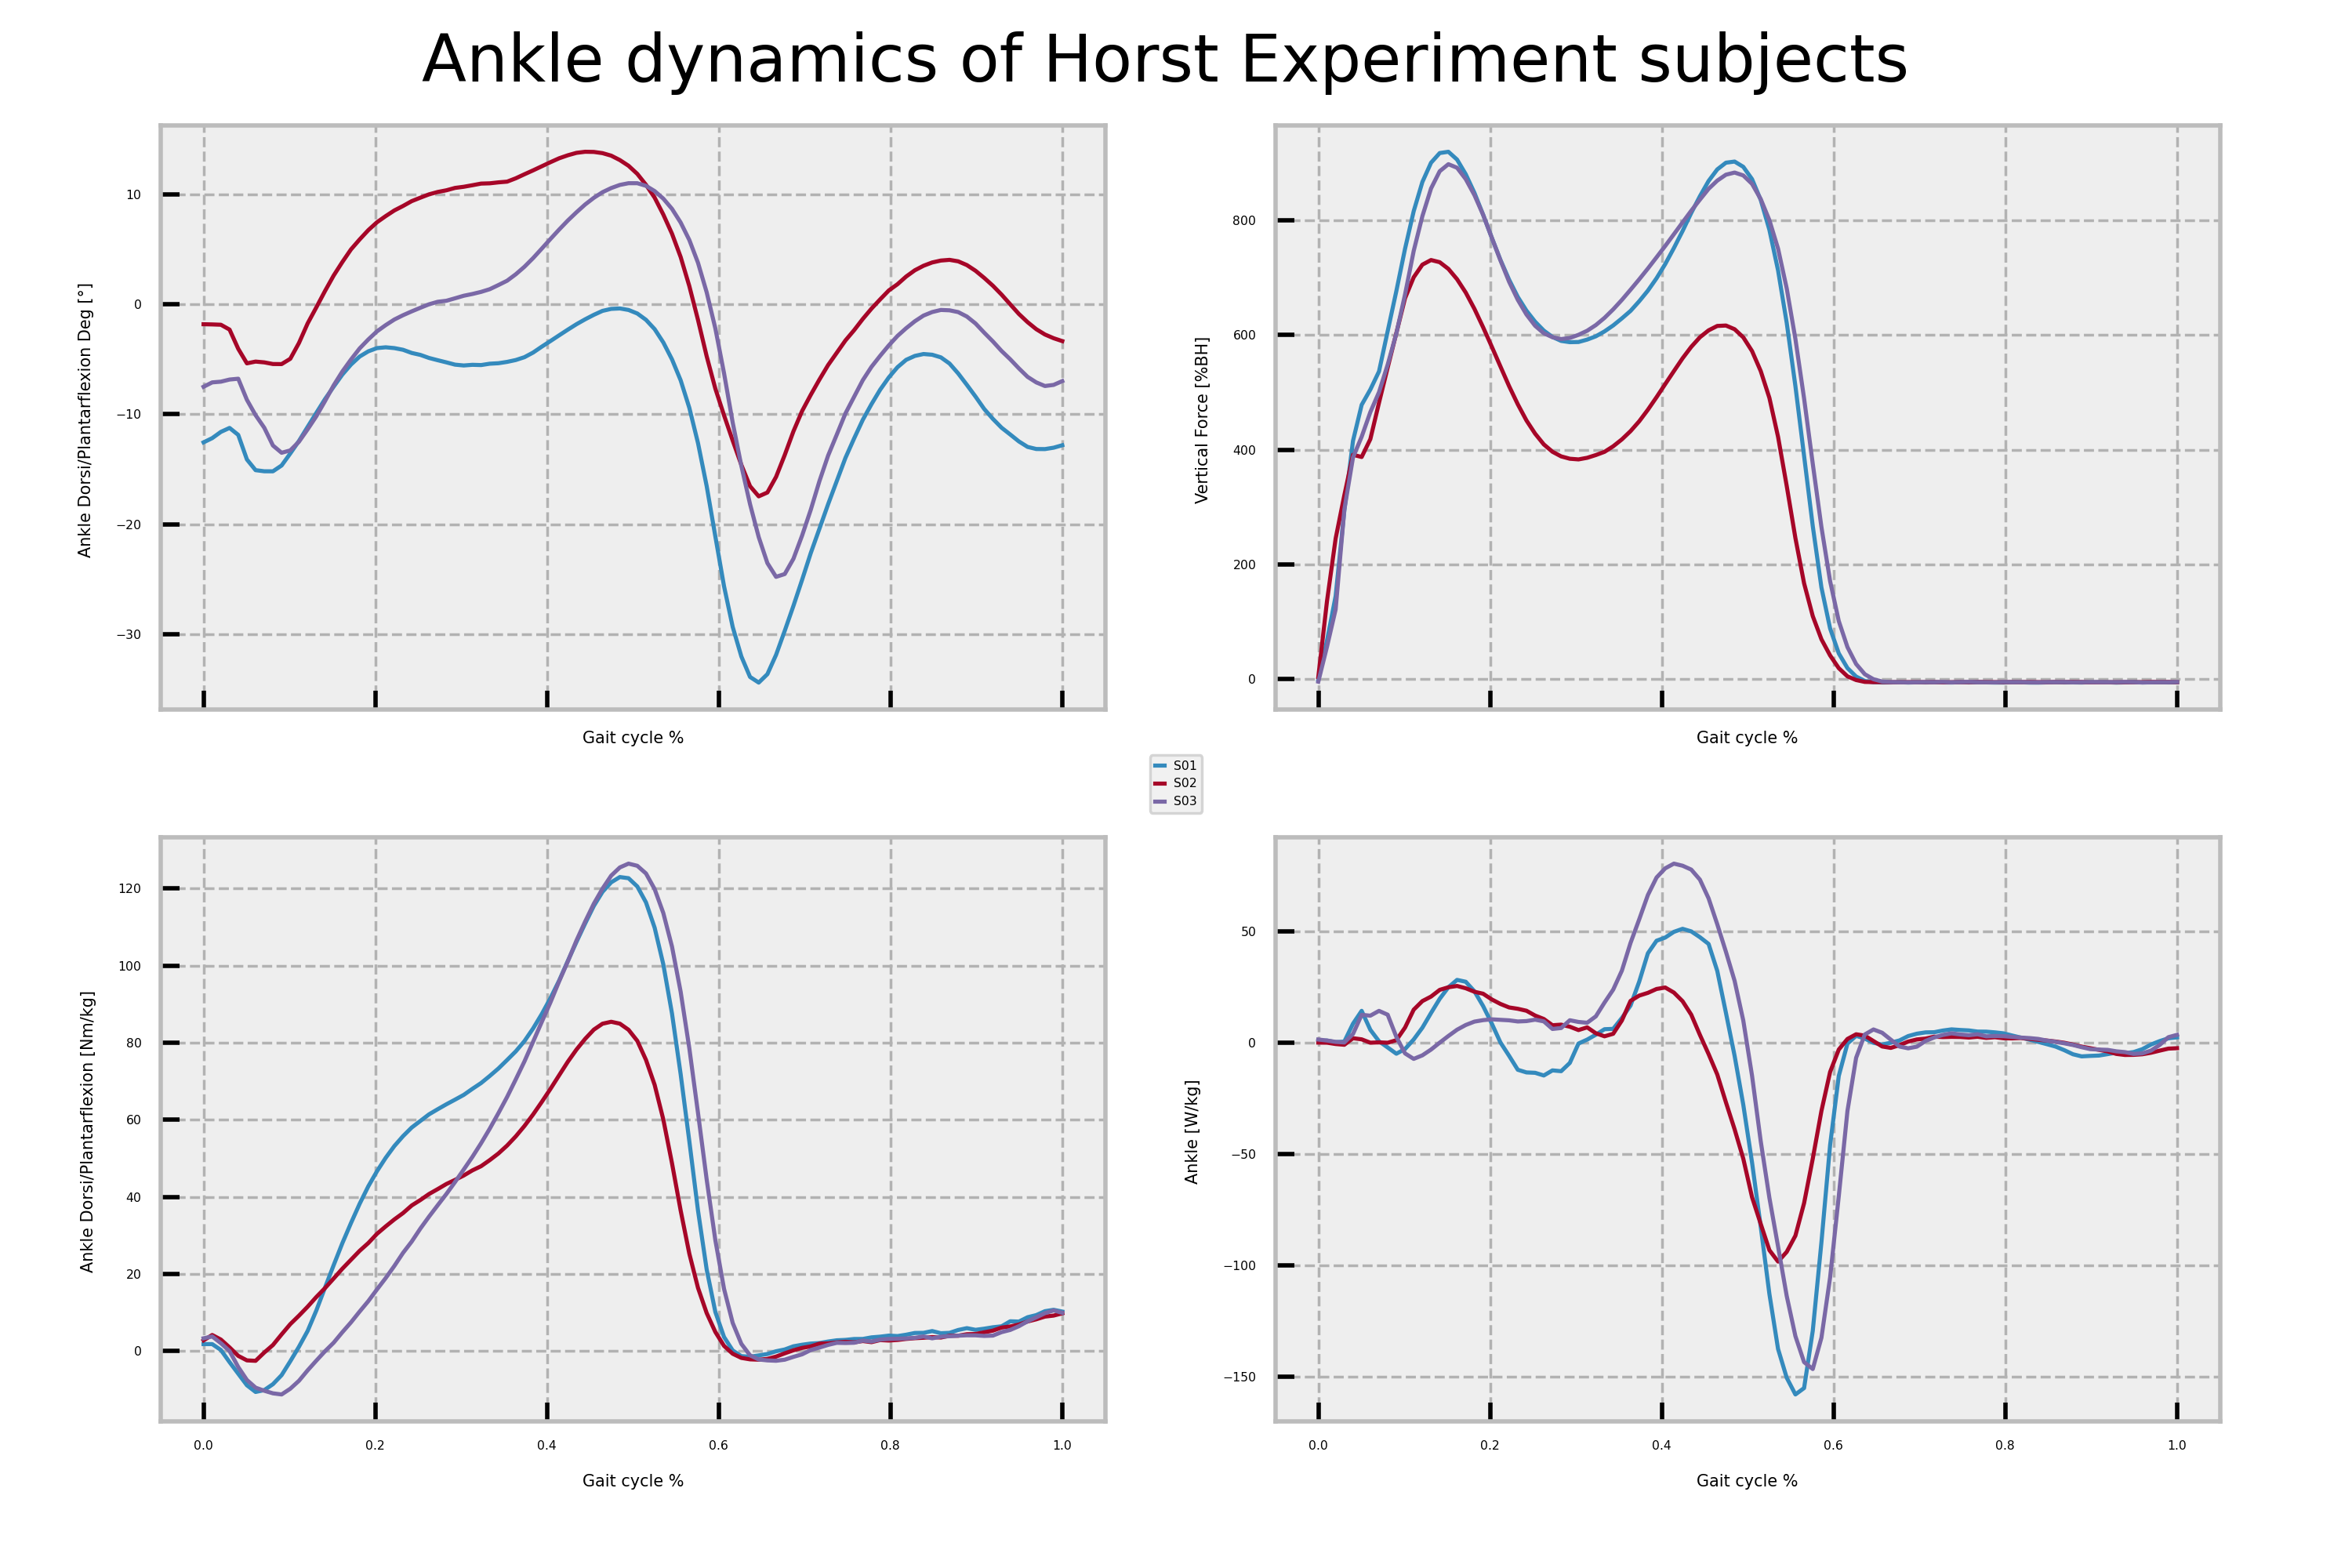 Ankle dynamics of Horst Experiment subjects
Ankle Dorsi/Plantarflexion Deg [°]
10
0
−10
−20
−30
Gait cycle %
Vertical Force [%BH]
800
600
400
200
0
Gait cycle %
S01
S02
S03
Ankle Dorsi/Plantarflexion [Nm/kg]
120
100
80
60
40
20
0
0.0 0.2 0.4 0.6 0.8 1.0
Gait cycle %
Ankle [W/kg]
50
0
−50
−100
−150
0.0 0.2 0.4 0.6 0.8 1.0
Gait cycle %